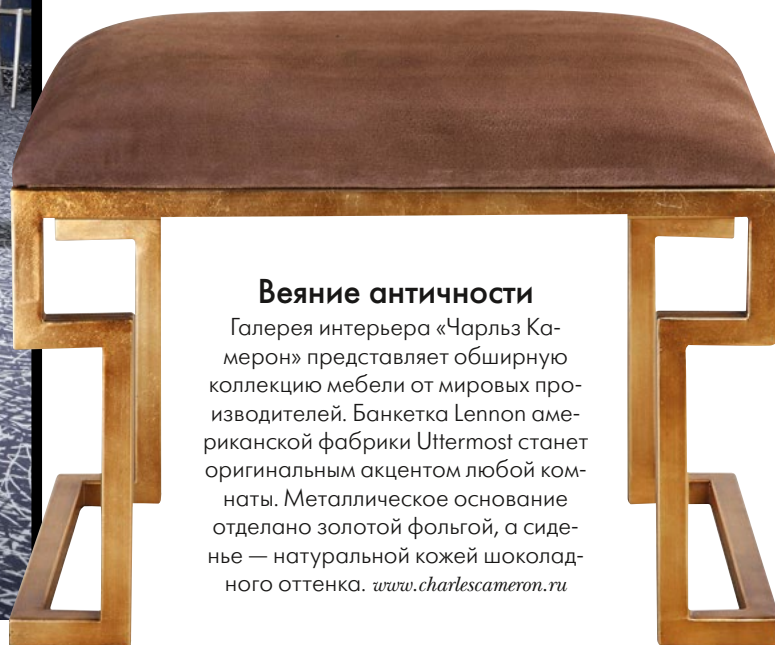 Веяние античности
Галерея интерьера «Чарльз Ка-
мерон» представляет обширную
коллекцию мебели от мировых про-
изводителей. Банкетка Lennon аме-
риканской фабрики Uttermost станет
оригинальным акцентом любой ком-
наты. Металлическое основание
отделано золотой фольгой, а сиде-
нье — натуральной кожей шоколад-
ного оттенка. www.charlescameron.ru